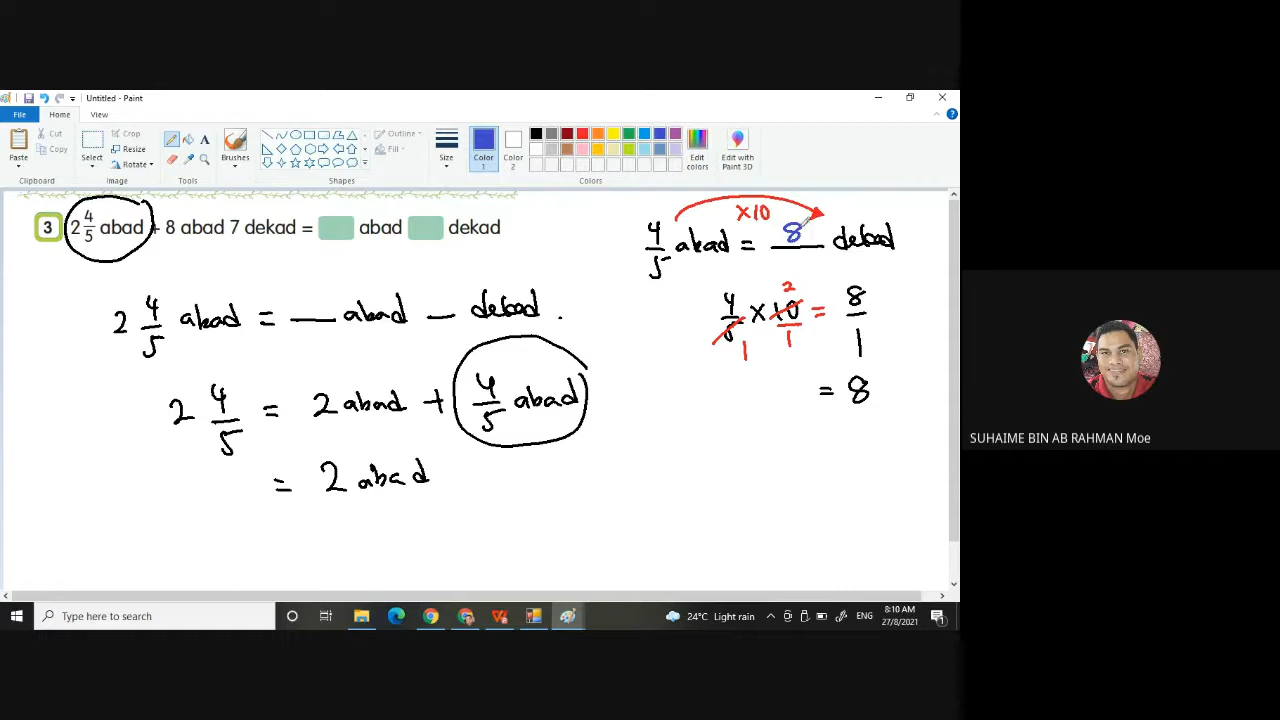 Untitled - Paint
File Home View
Paste Cut Copy Select Crop Resize Rotate Brushes Outline Fill Size Color 1 Color 2 Edit colors Edit with Paint 3D
Clipboard Image Tools Shapes Colors
3 2 4/5 abad + 8 abad 7 dekad = abad dekad
×10
4/5 abad = 8 dekad
2 4/5 abad = __ abad _ dekad .
4/5 × 10 = 8/1
2
1 1
= 8
2 4/5 = 2 abad + 4/5 abad
= 2 abad
SUHAIME BIN AB RAHMAN Moe
Type here to search
24°C Light rain
ENG
8:10 AM
27/8/2021
1